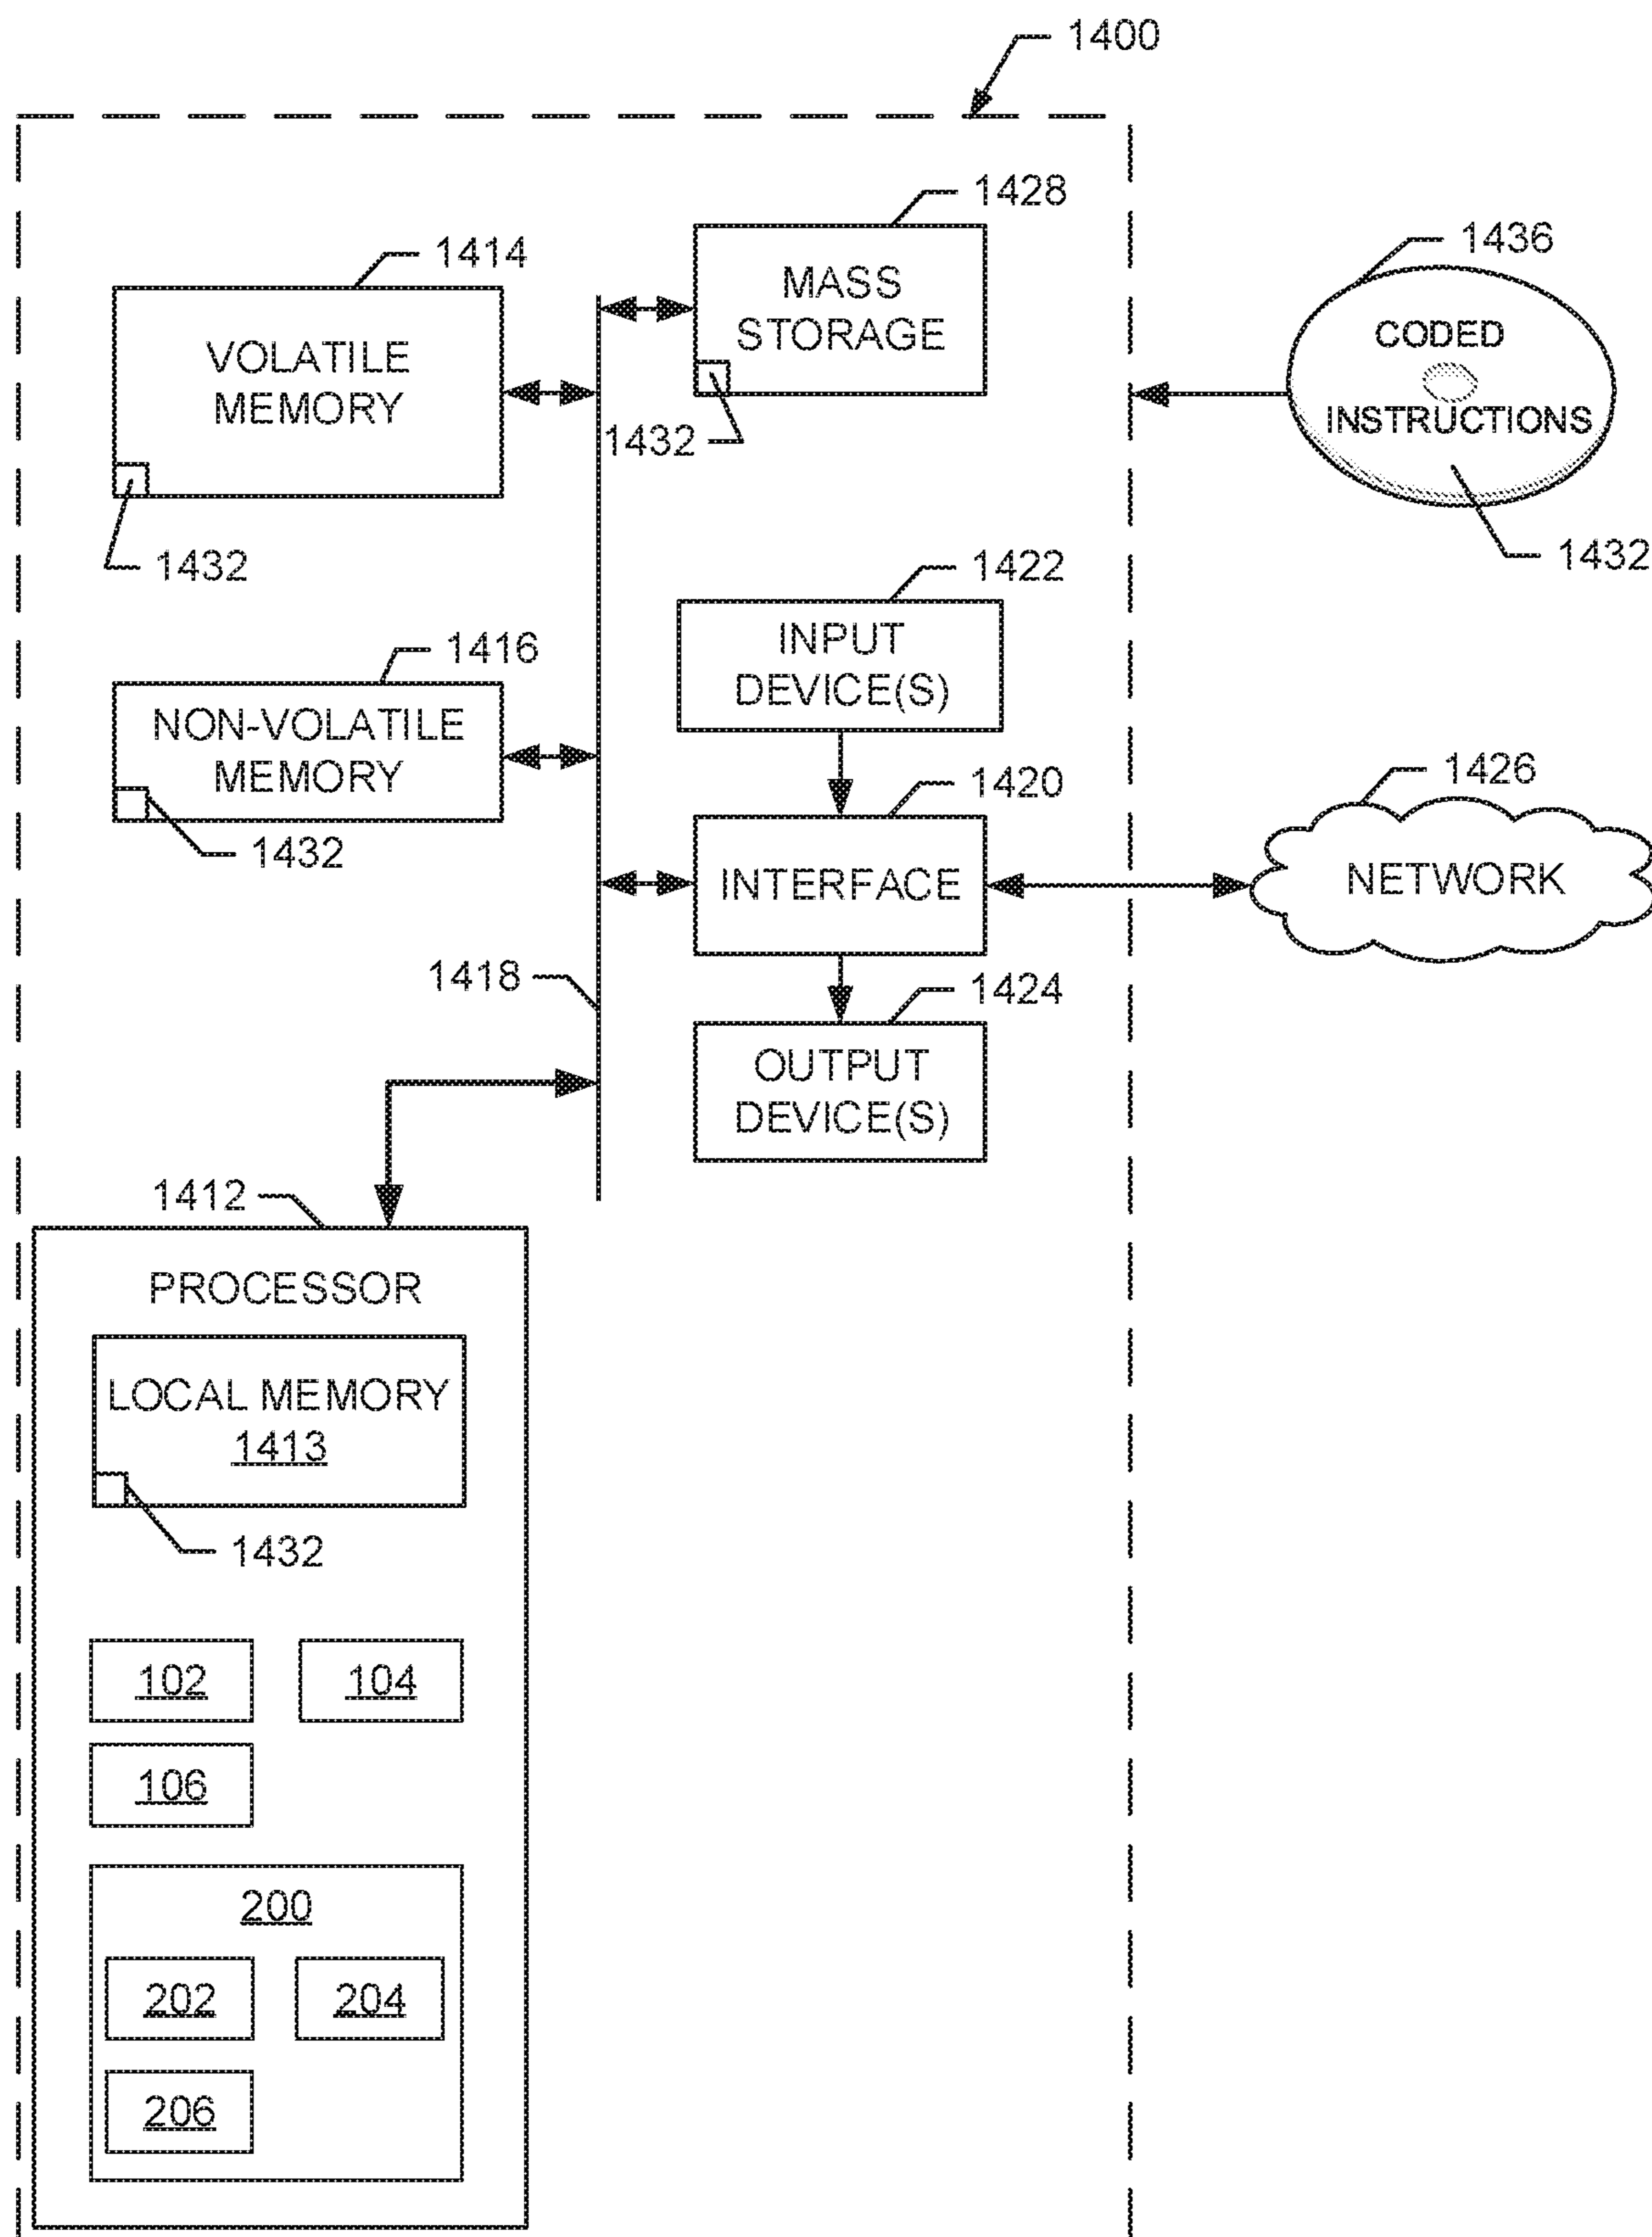 1400
1428
MASS
STORAGE
1432
1414
VOLATILE
MEMORY
1432
1436
CODED
INSTRUCTIONS
1432
1422
INPUT
DEVICE(S)
1416
NON-VOLATILE
MEMORY
1432
1420
INTERFACE
1426
NETWORK
1418
1424
OUTPUT
DEVICE(S)
1412
PROCESSOR
LOCAL MEMORY
1413
1432
102
104
106
200
202
204
206